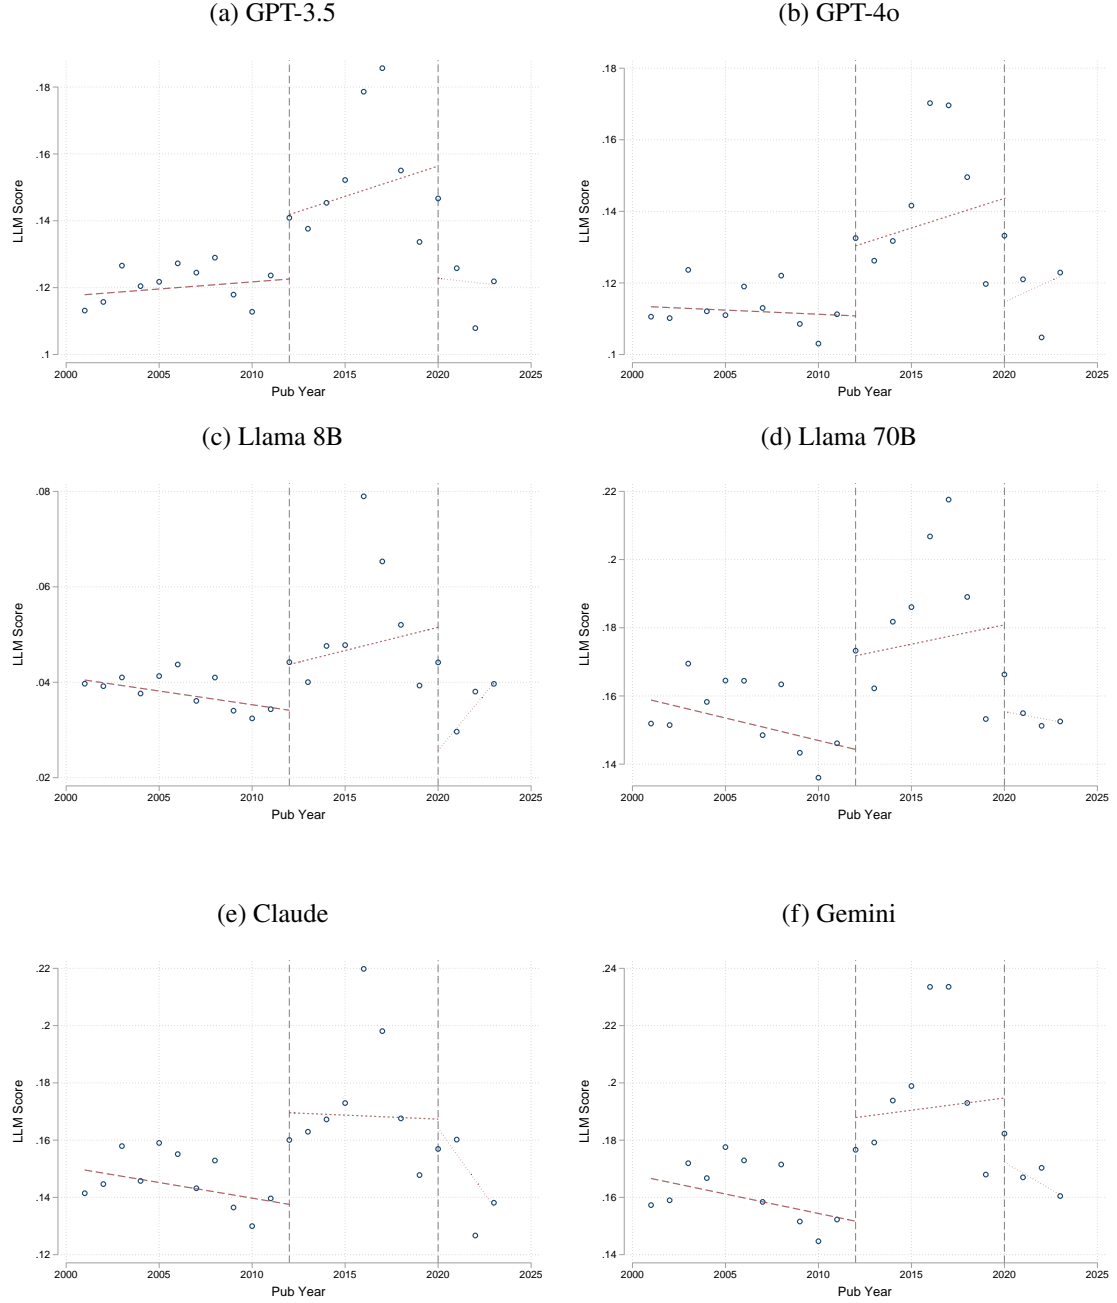 (a) GPT-3.5
LLM Score
.18
.16
.14
.12
.1
2000 2005 2010 2015 2020 2025
Pub Year
(b) GPT-4o
LLM Score
.18
.16
.14
.12
.1
2000 2005 2010 2015 2020 2025
Pub Year
(c) Llama 8B
LLM Score
.08
.06
.04
.02
2000 2005 2010 2015 2020 2025
Pub Year
(d) Llama 70B
LLM Score
.22
.2
.18
.16
.14
2000 2005 2010 2015 2020 2025
Pub Year
(e) Claude
LLM Score
.22
.2
.18
.16
.14
.12
2000 2005 2010 2015 2020 2025
Pub Year
(f) Gemini
LLM Score
.24
.22
.2
.18
.16
.14
2000 2005 2010 2015 2020 2025
Pub Year